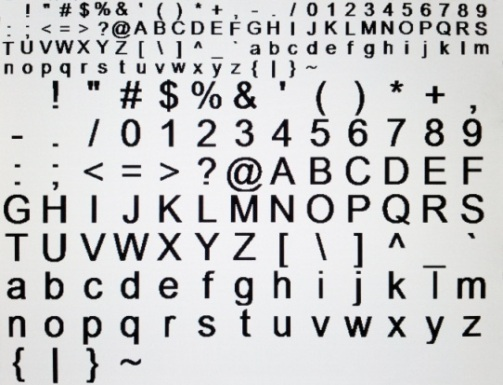 ! " # $ % & ' ( ) * + , - . / 0 1 2 3 4 5 6 7 8 9
: ; < = > ? @ A B C D E F G H I J K L M N O P Q R S
T U V W X Y Z [ \ ] ^ _ ` a b c d e f g h i j k l m
n o p q r s t u v w x y z { | } ~
! " # $ % & ' ( ) * + ,
- . / 0 1 2 3 4 5 6 7 8 9
: ; < = > ? @ A B C D E F
G H I J K L M N O P Q R S
T U V W X Y Z [ \ ] ^ _ `
a b c d e f g h i j k l m
n o p q r s t u v w x y z
{ | } ~